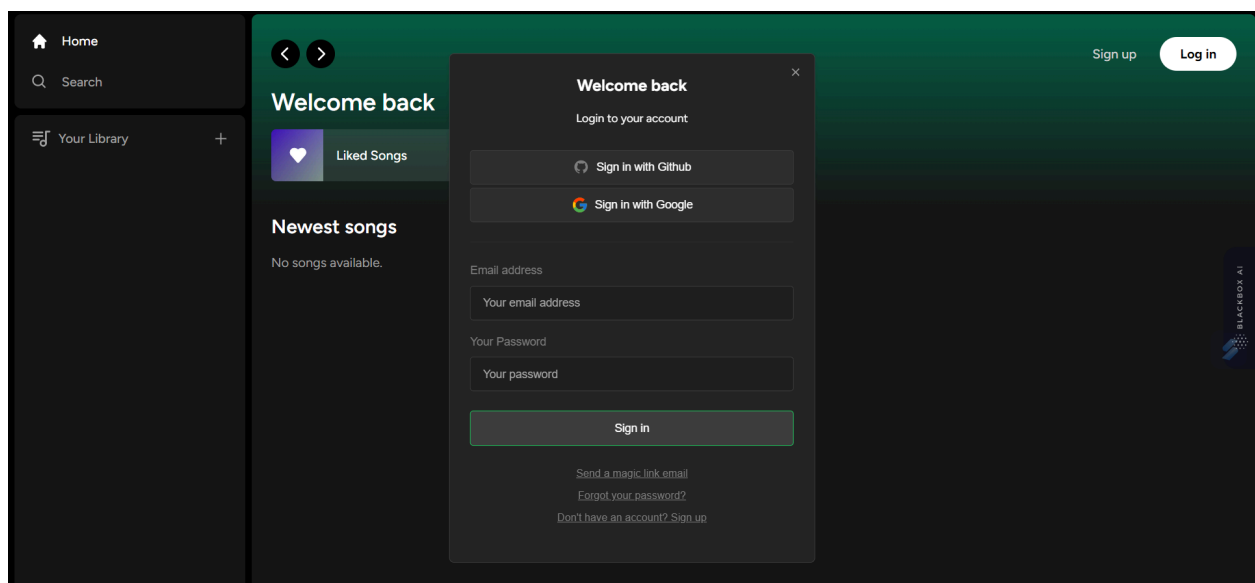 Home
Search
Your Library
Sign up
Log in
Welcome back
Liked Songs
Newest songs
No songs available.
Welcome back
Login to your account
Sign in with Github
Sign in with Google
Email address
Your email address
Your Password
Your password
Sign in
Send a magic link email
Forgot your password?
Don't have an account? Sign up
BLACKBOX AI